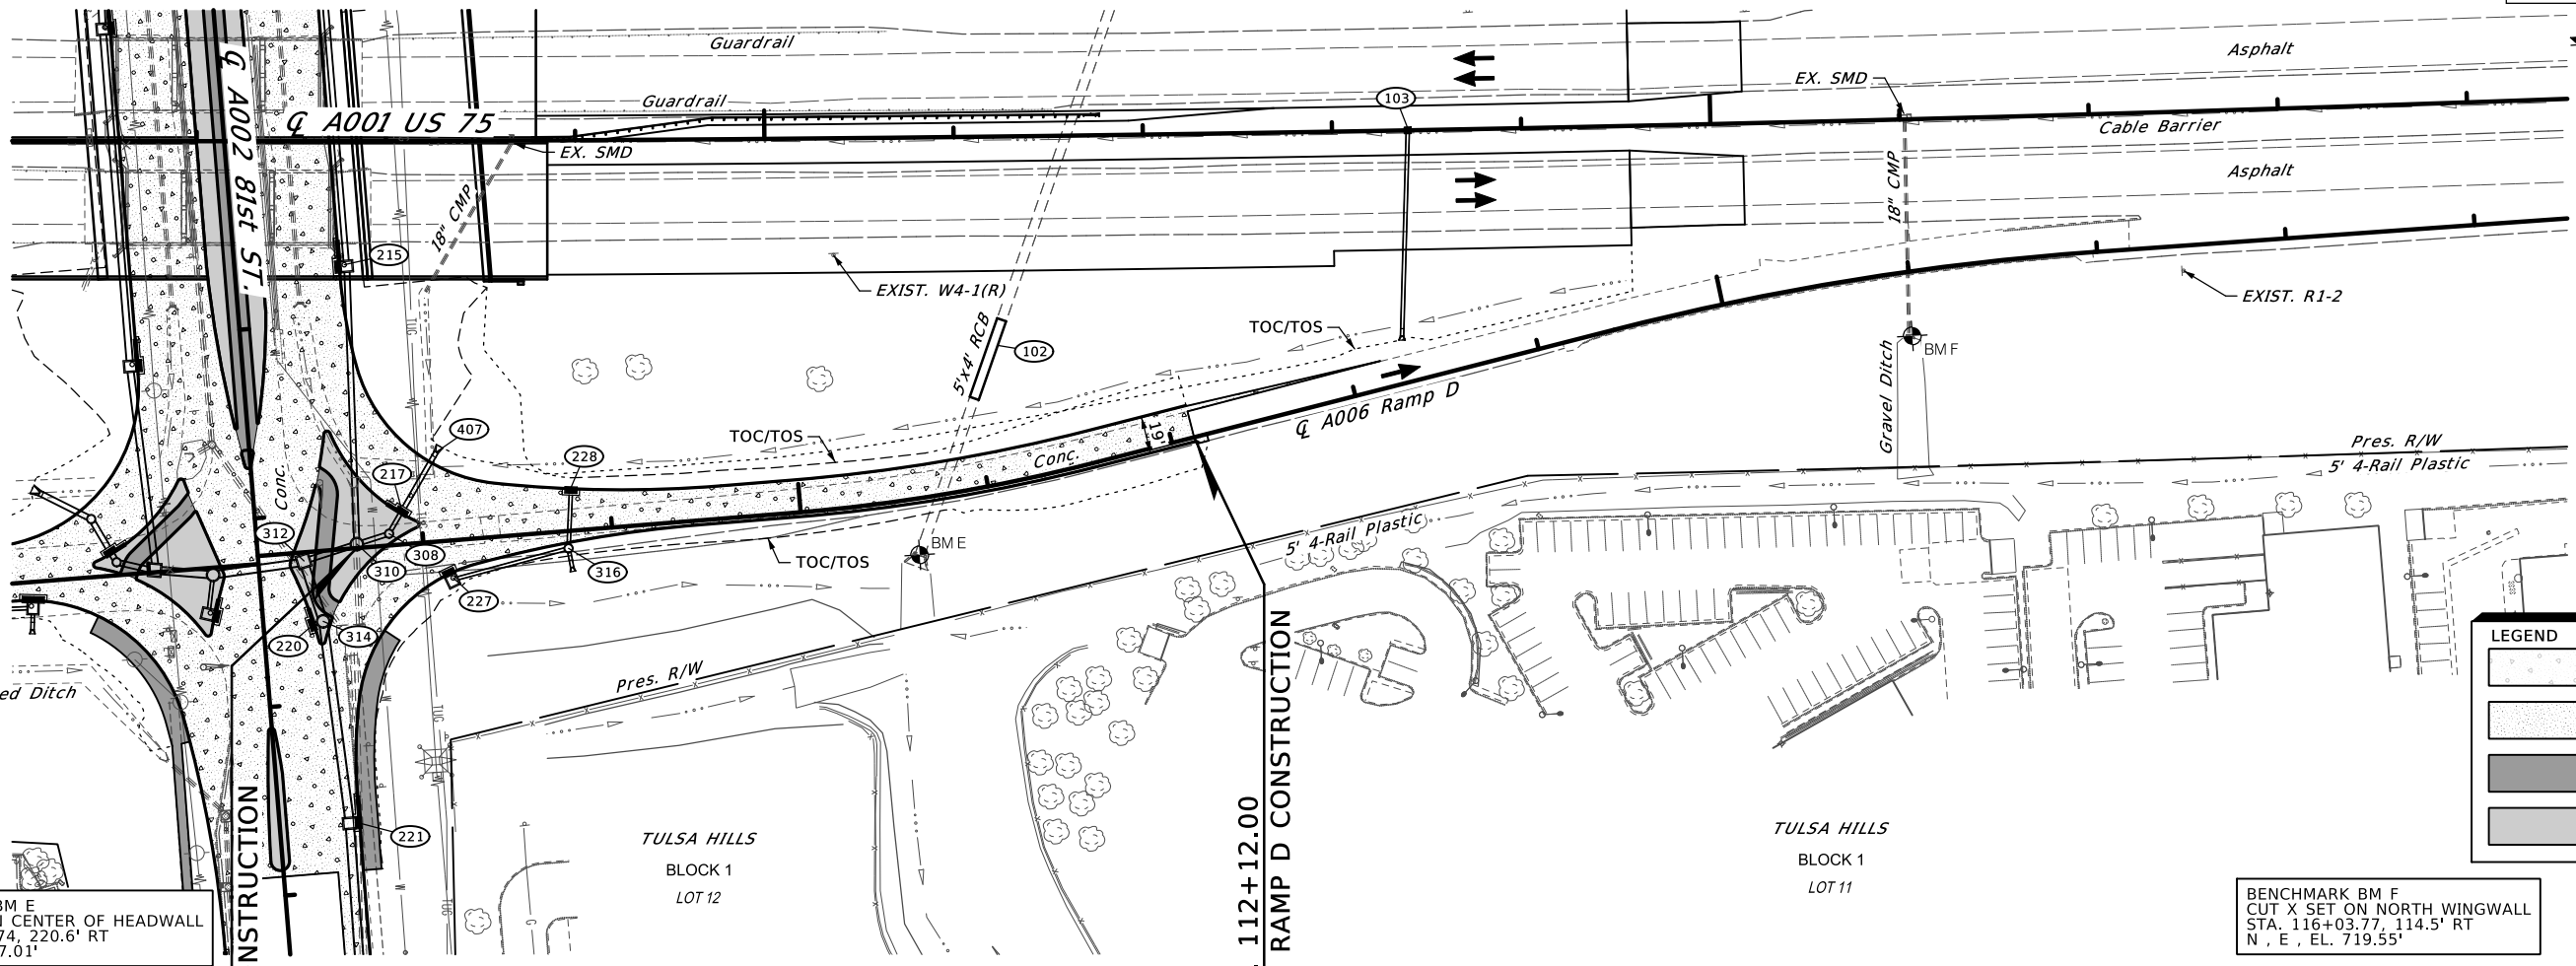 Guardrail
Guardrail
℄ A001 US 75
℄ A002 81st ST.
EX. SMD
18" CMP
215
EXIST. W4-1(R)
103
EX. SMD
Asphalt
Cable Barrier
Asphalt
18" CMP
EXIST. R1-2
BM F
Gravel Ditch
5'x4' RCB
102
TOC/TOS
TOC/TOS
407
217
228
Conc.
19'
Conc.
℄ A006 Ramp D
Pres. R/W
5' 4-Rail Plastic
5' 4-Rail Plastic
312
308
310
BM E
TOC/TOS
316
227
314
220
Pres. R/W
TUG
TUG
TUG
ed Ditch
221
TULSA HILLS
BLOCK 1
LOT 12
112+12.00
RAMP D CONSTRUCTION
NSTRUCTION
TULSA HILLS
BLOCK 1
LOT 11
LEGEND
BM E
CENTER OF HEADWALL
74, 220.6' RT
7.01'
BENCHMARK BM F
CUT X SET ON NORTH WINGWALL
STA. 116+03.77, 114.5' RT
N , E , EL. 719.55'